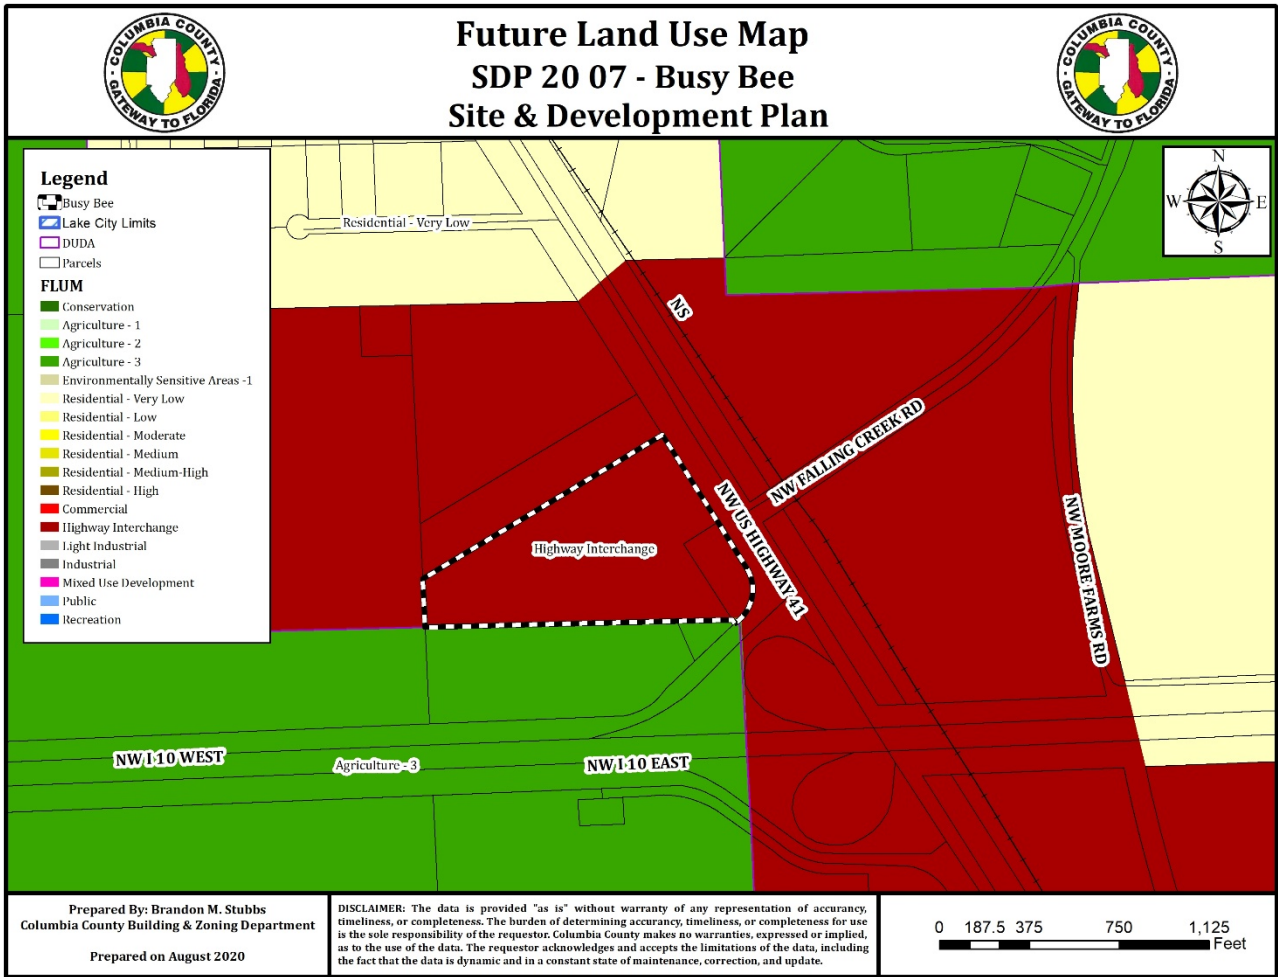 Future Land Use Map
SDP 20 07 - Busy Bee
Site & Development Plan
COLUMBIA COUNTY
GATEWAY TO FLORIDA
COLUMBIA COUNTY
GATEWAY TO FLORIDA
Legend
Busy Bee
Lake City Limits
DUDA
Parcels
FLUM
Conservation
Agriculture - 1
Agriculture - 2
Agriculture - 3
Environmentally Sensitive Areas -1
Residential - Very Low
Residential - Low
Residential - Moderate
Residential - Medium
Residential - Medium-High
Residential - High
Commercial
Highway Interchange
Light Industrial
Industrial
Mixed Use Development
Public
Recreation
N
W E
S
Residential - Very Low
NS
NW FALLING CREEK RD
NW US HIGHWAY 41
Highway Interchange
NW MOORE FARMS RD
NW I 10 WEST
Agriculture - 3
NW I 10 EAST
Prepared By: Brandon M. Stubbs
Columbia County Building & Zoning Department
Prepared on August 2020
DISCLAIMER: The data is provided "as is" without warranty of any representation of accuracy,
timeliness, or completeness. The burden of determining accuracy, timeliness, or completeness for use
is the sole responsibility of the requestor. Columbia County makes no warranties, expressed or implied,
as to the use of the data. The requestor acknowledges and accepts the limitations of the data, including
the fact that the data is dynamic and in a constant state of maintenance, correction, and update.
0 187.5 375 750 1,125
Feet